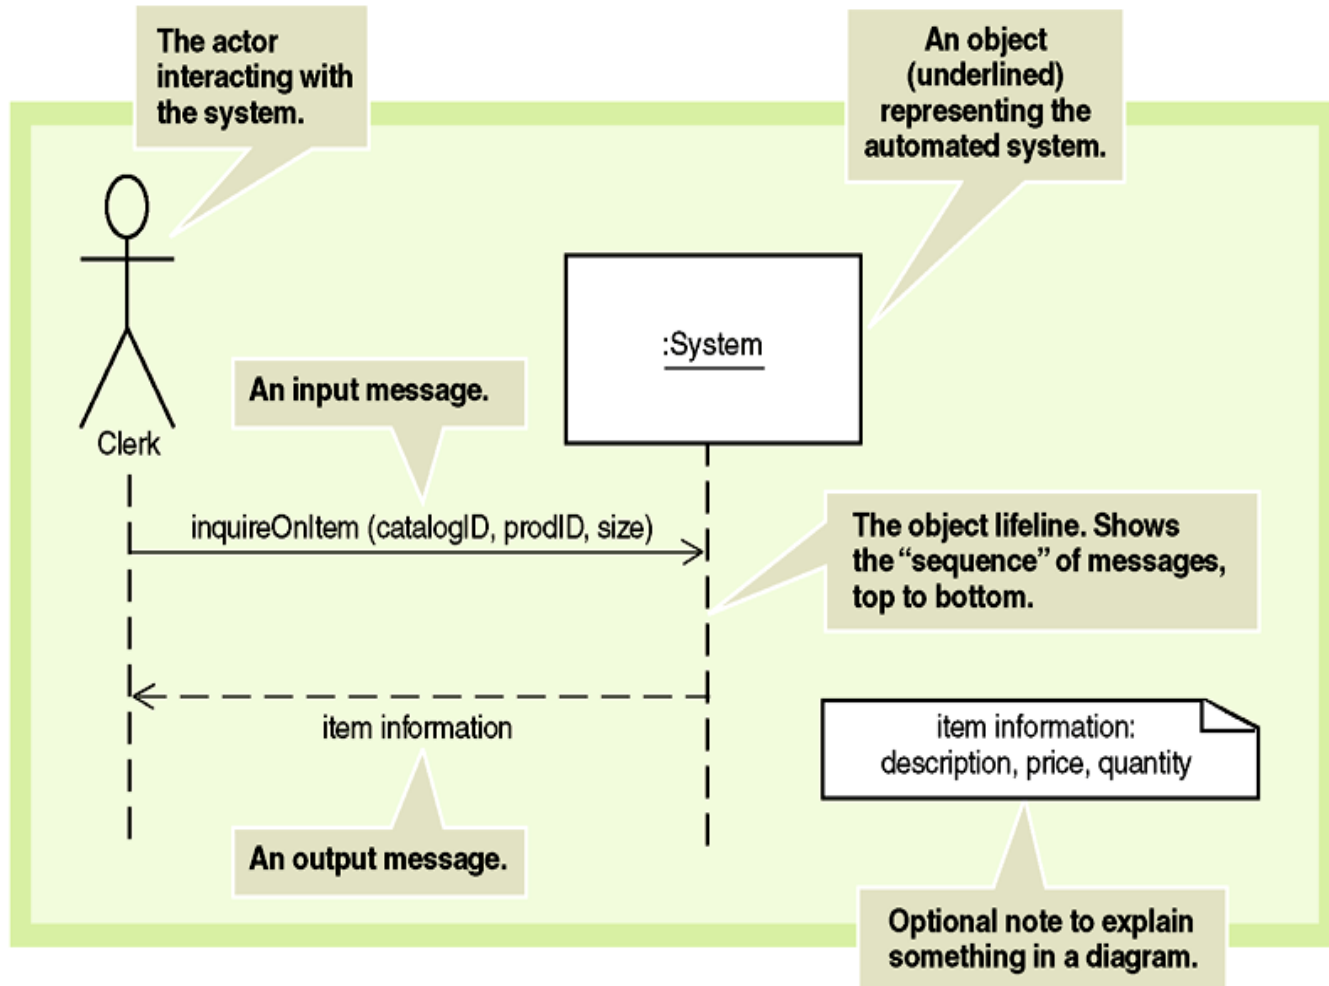 The actor
interacting with
the system.
An object
(underlined)
representing the
automated system.
:System
An input message.
Clerk
inquireOnItem (catalogID, prodID, size)
The object lifeline. Shows
the “sequence” of messages,
top to bottom.
item information
item information:
description, price, quantity
An output message.
Optional note to explain
something in a diagram.